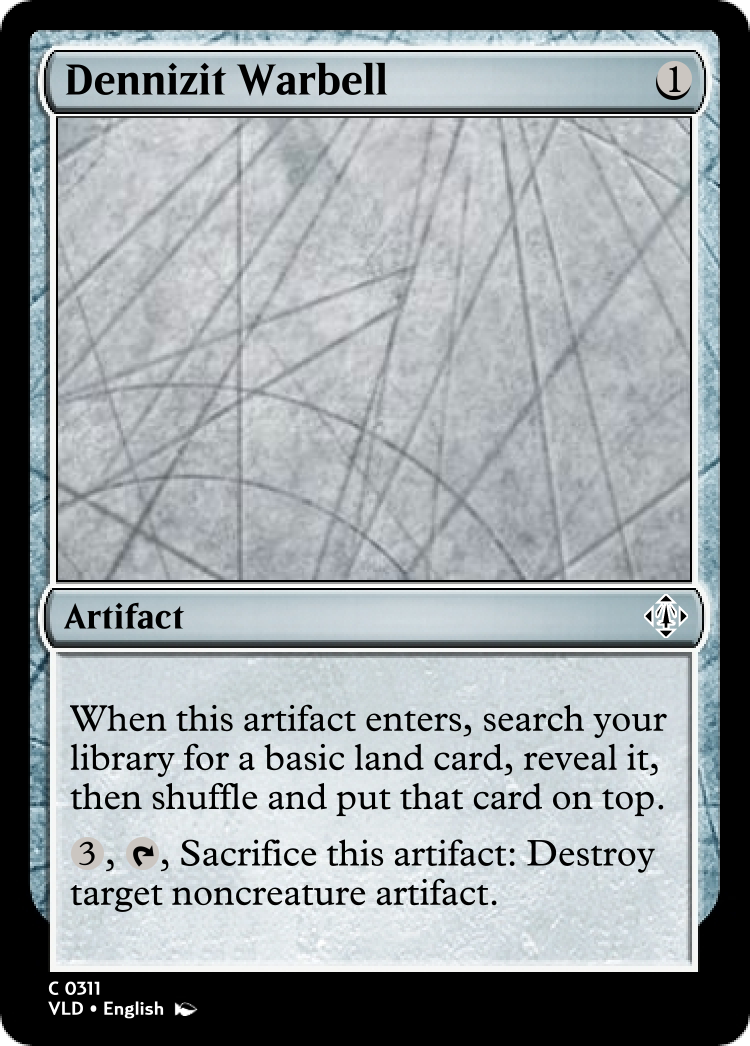 Dennizit Warbell 1
Artifact
When this artifact enters, search your
library for a basic land card, reveal it,
then shuffle and put that card on top.
3, , Sacrifice this artifact: Destroy
target noncreature artifact.
C 0311
VLD • English